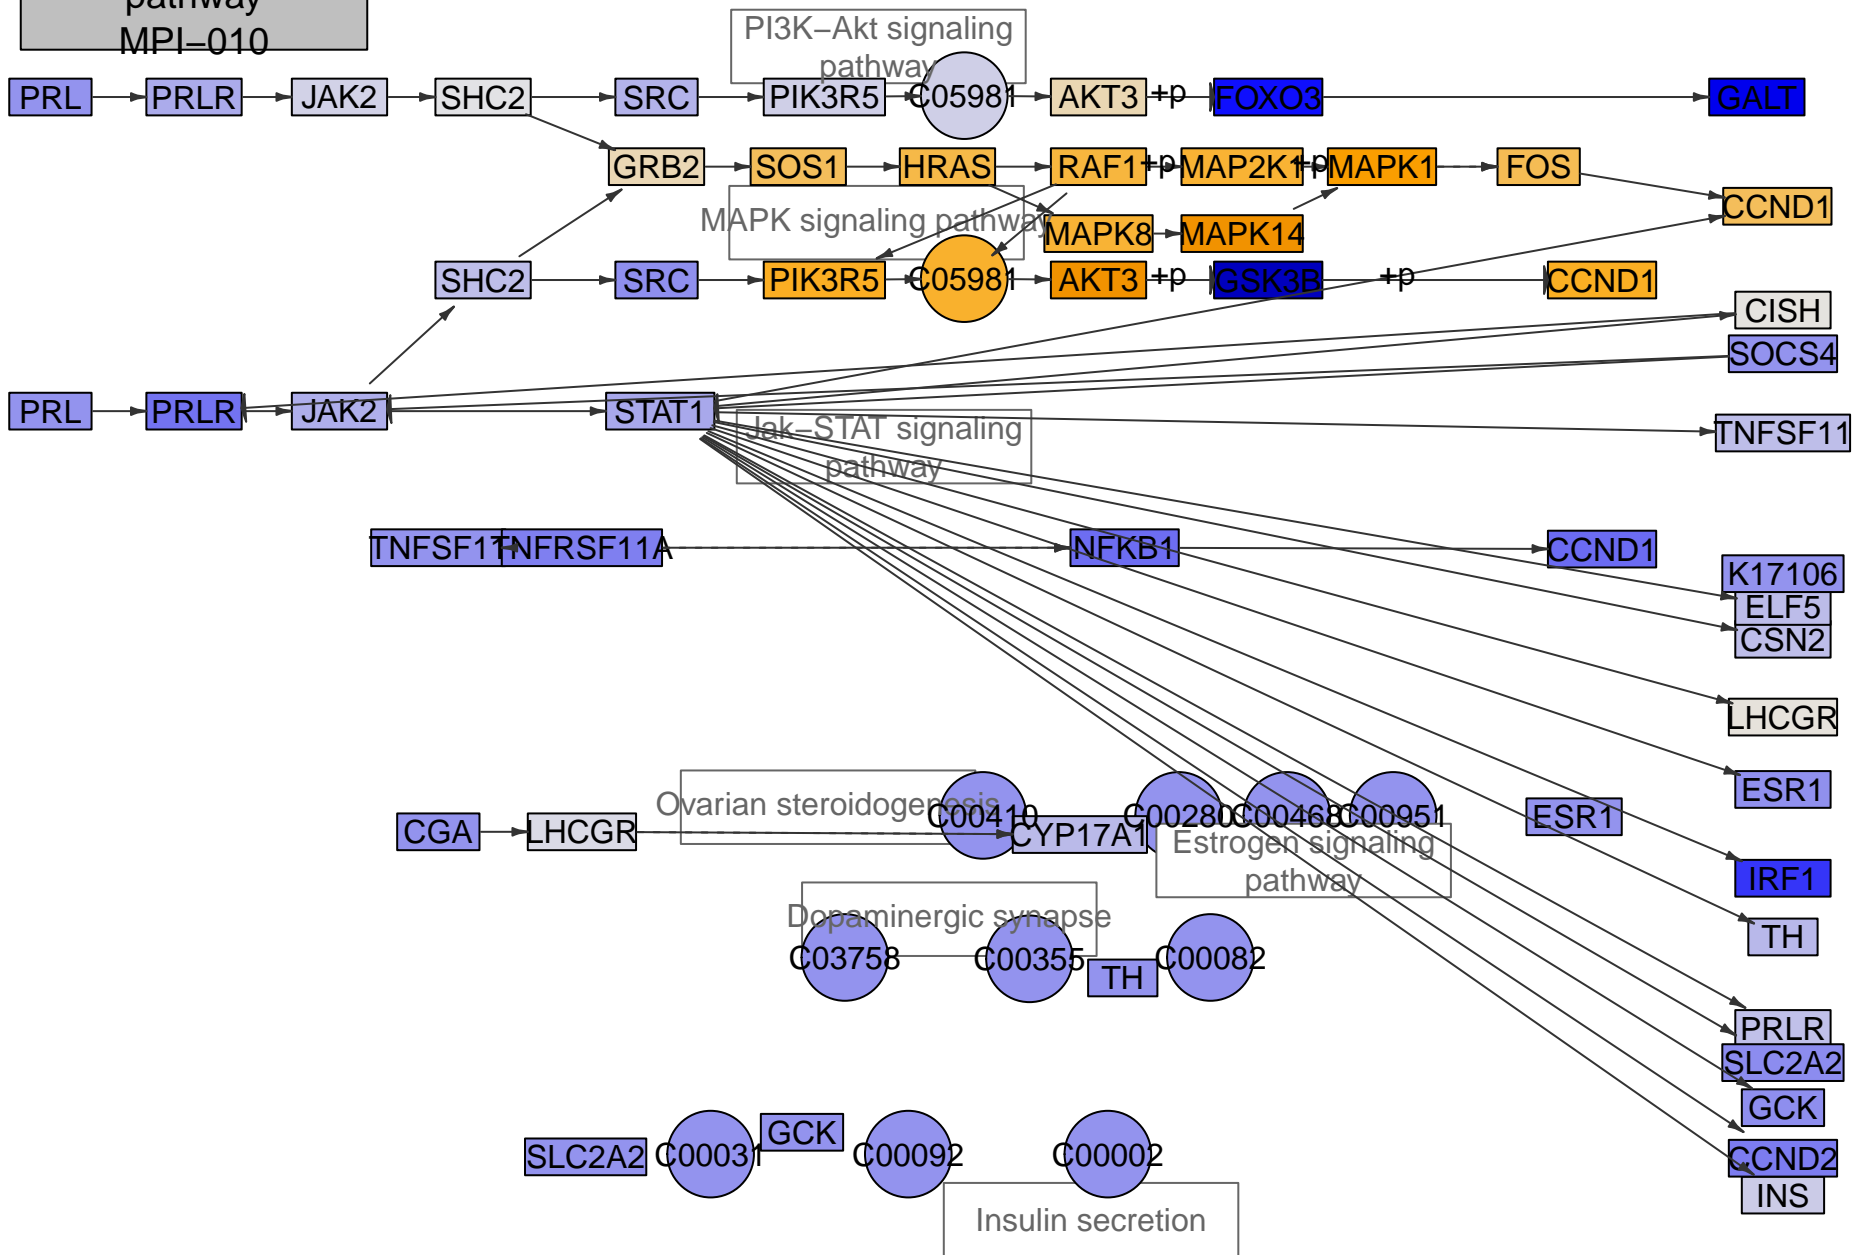 pathway
MPI−010
PI3K−Akt signaling
pathway
PRL
PRLR
JAK2
SHC2
SRC
PIK3R5
C05981
AKT3
+p
FOXO3
GALT
GRB2
SOS1
HRAS
RAF1
+p
MAP2K1
+p
MAPK1
FOS
CCND1
MAPK signaling pathway
MAPK8
MAPK14
SHC2
SRC
PIK3R5
C05981
AKT3
+p
GSK3B
+p
CCND1
CISH
SOCS4
PRL
PRLR
JAK2
STAT1
Jak−STAT signaling
pathway
TNFSF11
TNFSF11
TNFRSF11A
NFKB1
CCND1
K17106
ELF5
CSN2
LHCGR
ESR1
Ovarian steroidogenesis
C00410
C00280
C00468
C00951
ESR1
CGA
LHCGR
CYP17A1
Estrogen signaling
pathway
IRF1
Dopaminergic synapse
TH
C03758
C00355
TH
C00082
PRLR
SLC2A2
GCK
SLC2A2
C00031
GCK
C00092
C00002
CCND2
INS
Insulin secretion